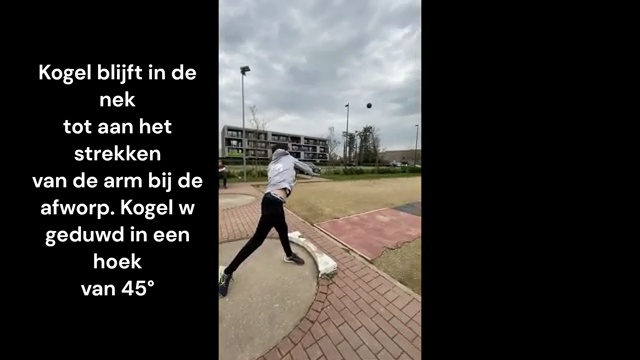 Kogel blijft in de
nek
tot aan het
strekken
van de arm bij de
afworp. Kogel w
geduwd in een
hoek
van 45°